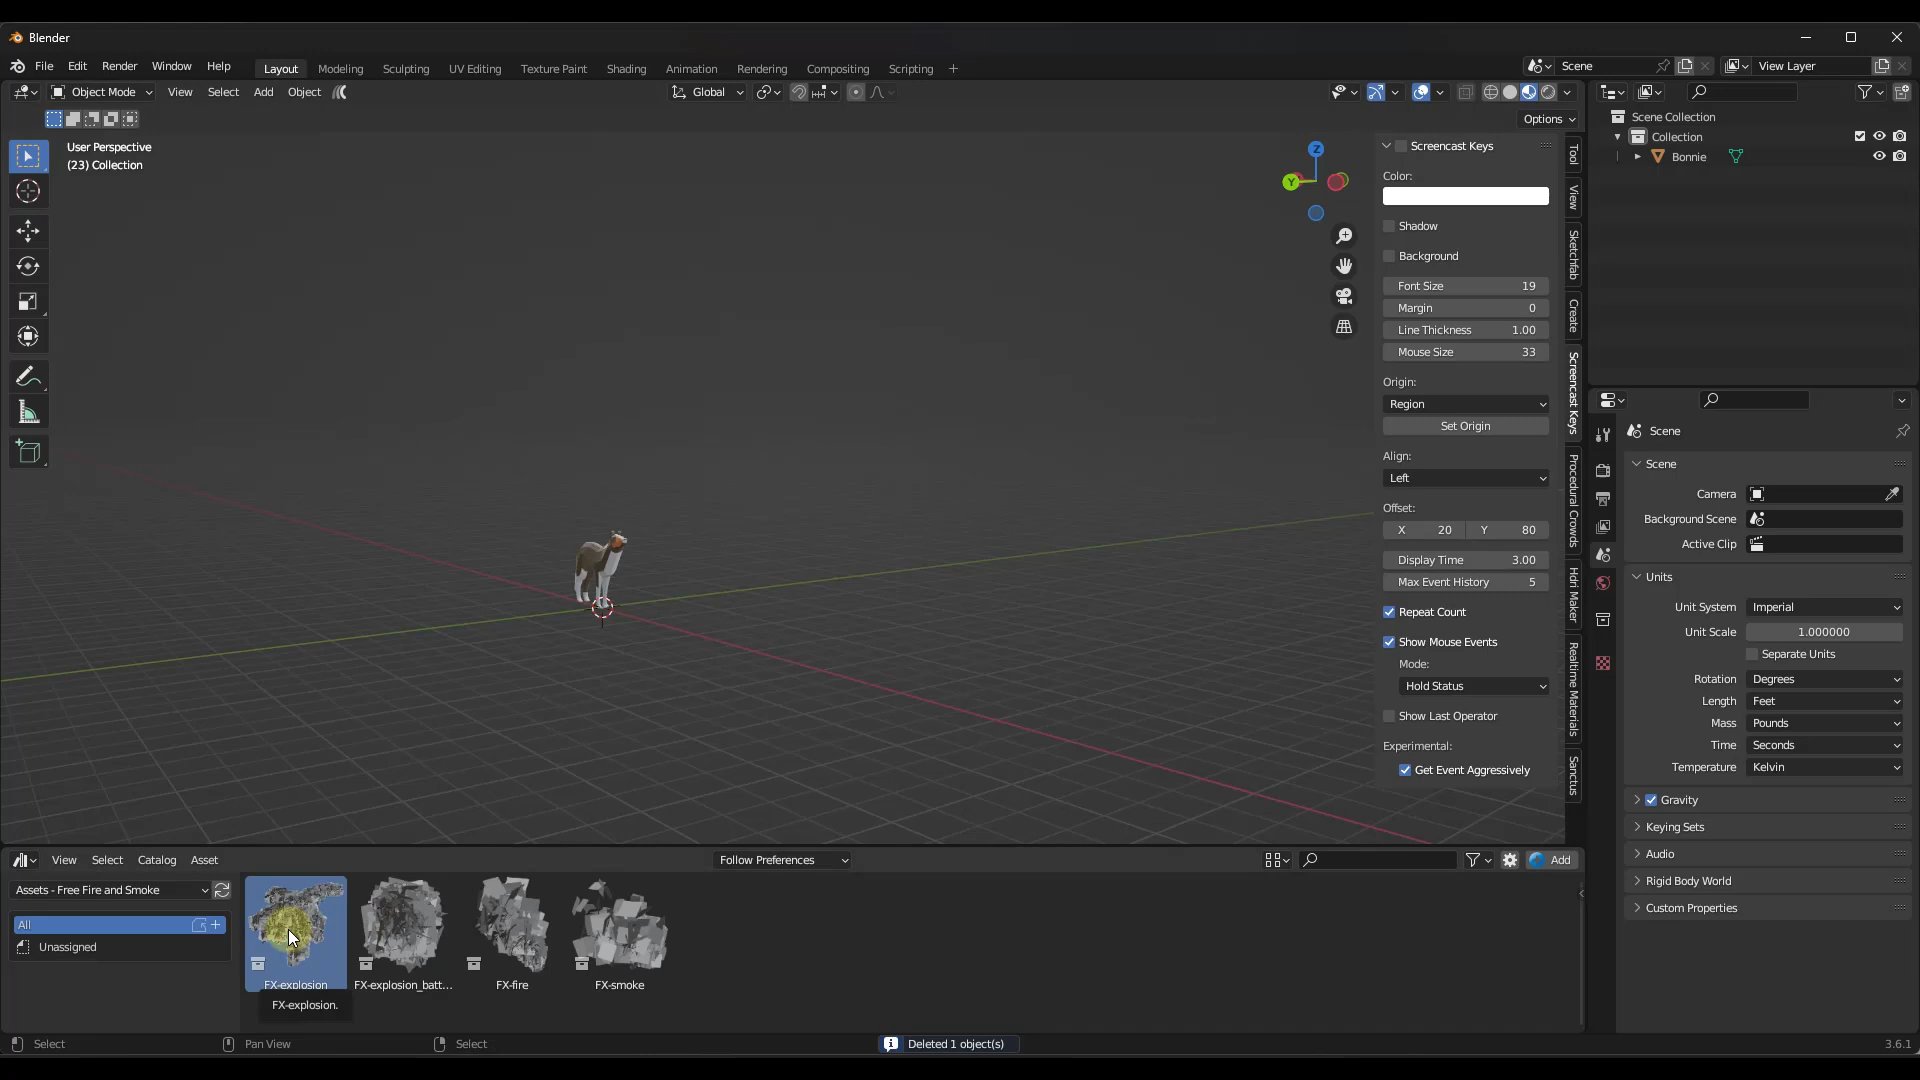 Blender
File Edit Render Window Help Layout Modeling Sculpting UV Editing Texture Paint Shading Animation Rendering Compositing Scripting + Scene View Layer
Object Mode View Select Add Object Global
Options
User Perspective
(23) Collection
Z
Y
Screencast Keys
Color:
Shadow
Background
Font Size 19
Margin 0
Line Thickness 1.00
Mouse Size 33
Origin:
Region
Set Origin
Align:
Left
Offset:
X 20 Y 80
Display Time 3.00
Max Event History 5
Repeat Count
Show Mouse Events
Mode:
Hold Status
Show Last Operator
Experimental:
Get Event Aggressively
Tool
View
Sketchfab
Create
Screencast Keys
Procedural Crowds
Hdri Maker
Realtime Materials
Sanctus
Scene Collection
Collection
Bonnie
Scene
Scene
Camera
Background Scene
Active Clip
Units
Unit System Imperial
Unit Scale 1.000000
Separate Units
Rotation Degrees
Length Feet
Mass Pounds
Time Seconds
Temperature Kelvin
Gravity
Keying Sets
Audio
Rigid Body World
Custom Properties
View Select Catalog Asset Follow Preferences Add
Assets - Free Fire and Smoke
All
Unassigned
FX-explosion FX-explosion_batt... FX-fire FX-smoke
FX-explosion.
Select Pan View Select Deleted 1 object(s) 3.6.1